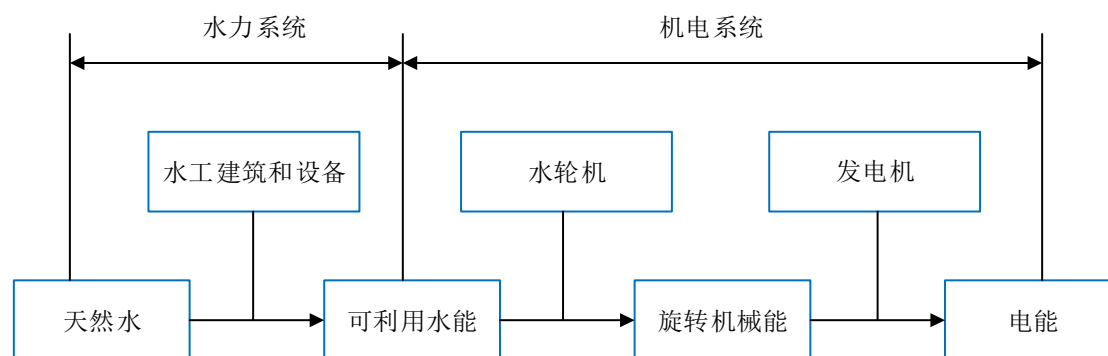 水力系统
机电系统
水工建筑和设备
水轮机
发电机
天然水
可利用水能
旋转机械能
电能